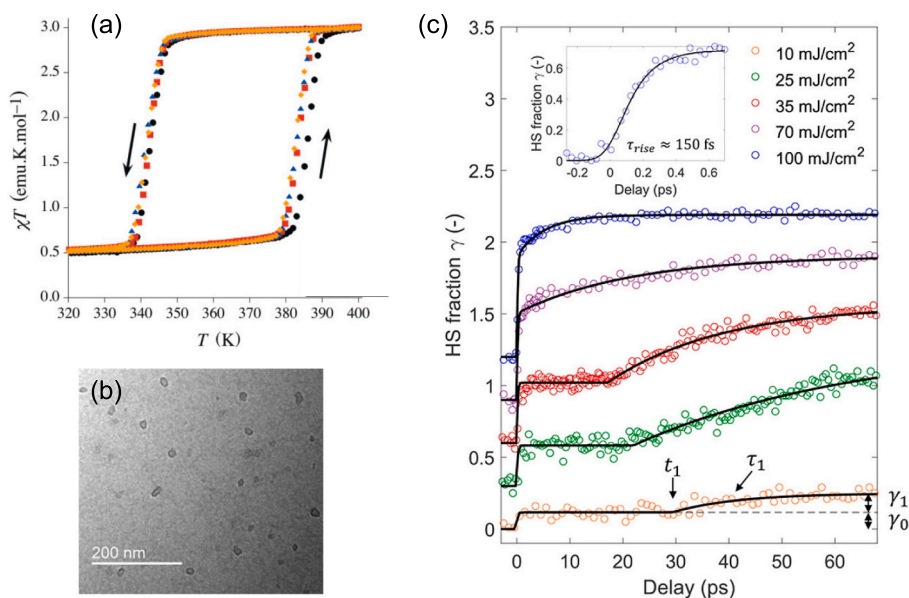 (a)
3.0
2.5
2.0
1.5
1.0
0.5
0.0
χT (emu.K.mol⁻¹)
320 340 360 380 400
T (K)
(b)
200 nm
(c)
3.5
3
2.5
2
1.5
1
0.5
0
HS fraction γ (-)
0.6
0.4
0.2
0
HS fraction γ (-)
τrise ≈ 150 fs
-0.2 0 0.2 0.4 0.6
Delay (ps)
10 mJ/cm²
25 mJ/cm²
35 mJ/cm²
70 mJ/cm²
100 mJ/cm²
t₁
τ₁
γ₁
γ₀
0 10 20 30 40 50 60
Delay (ps)